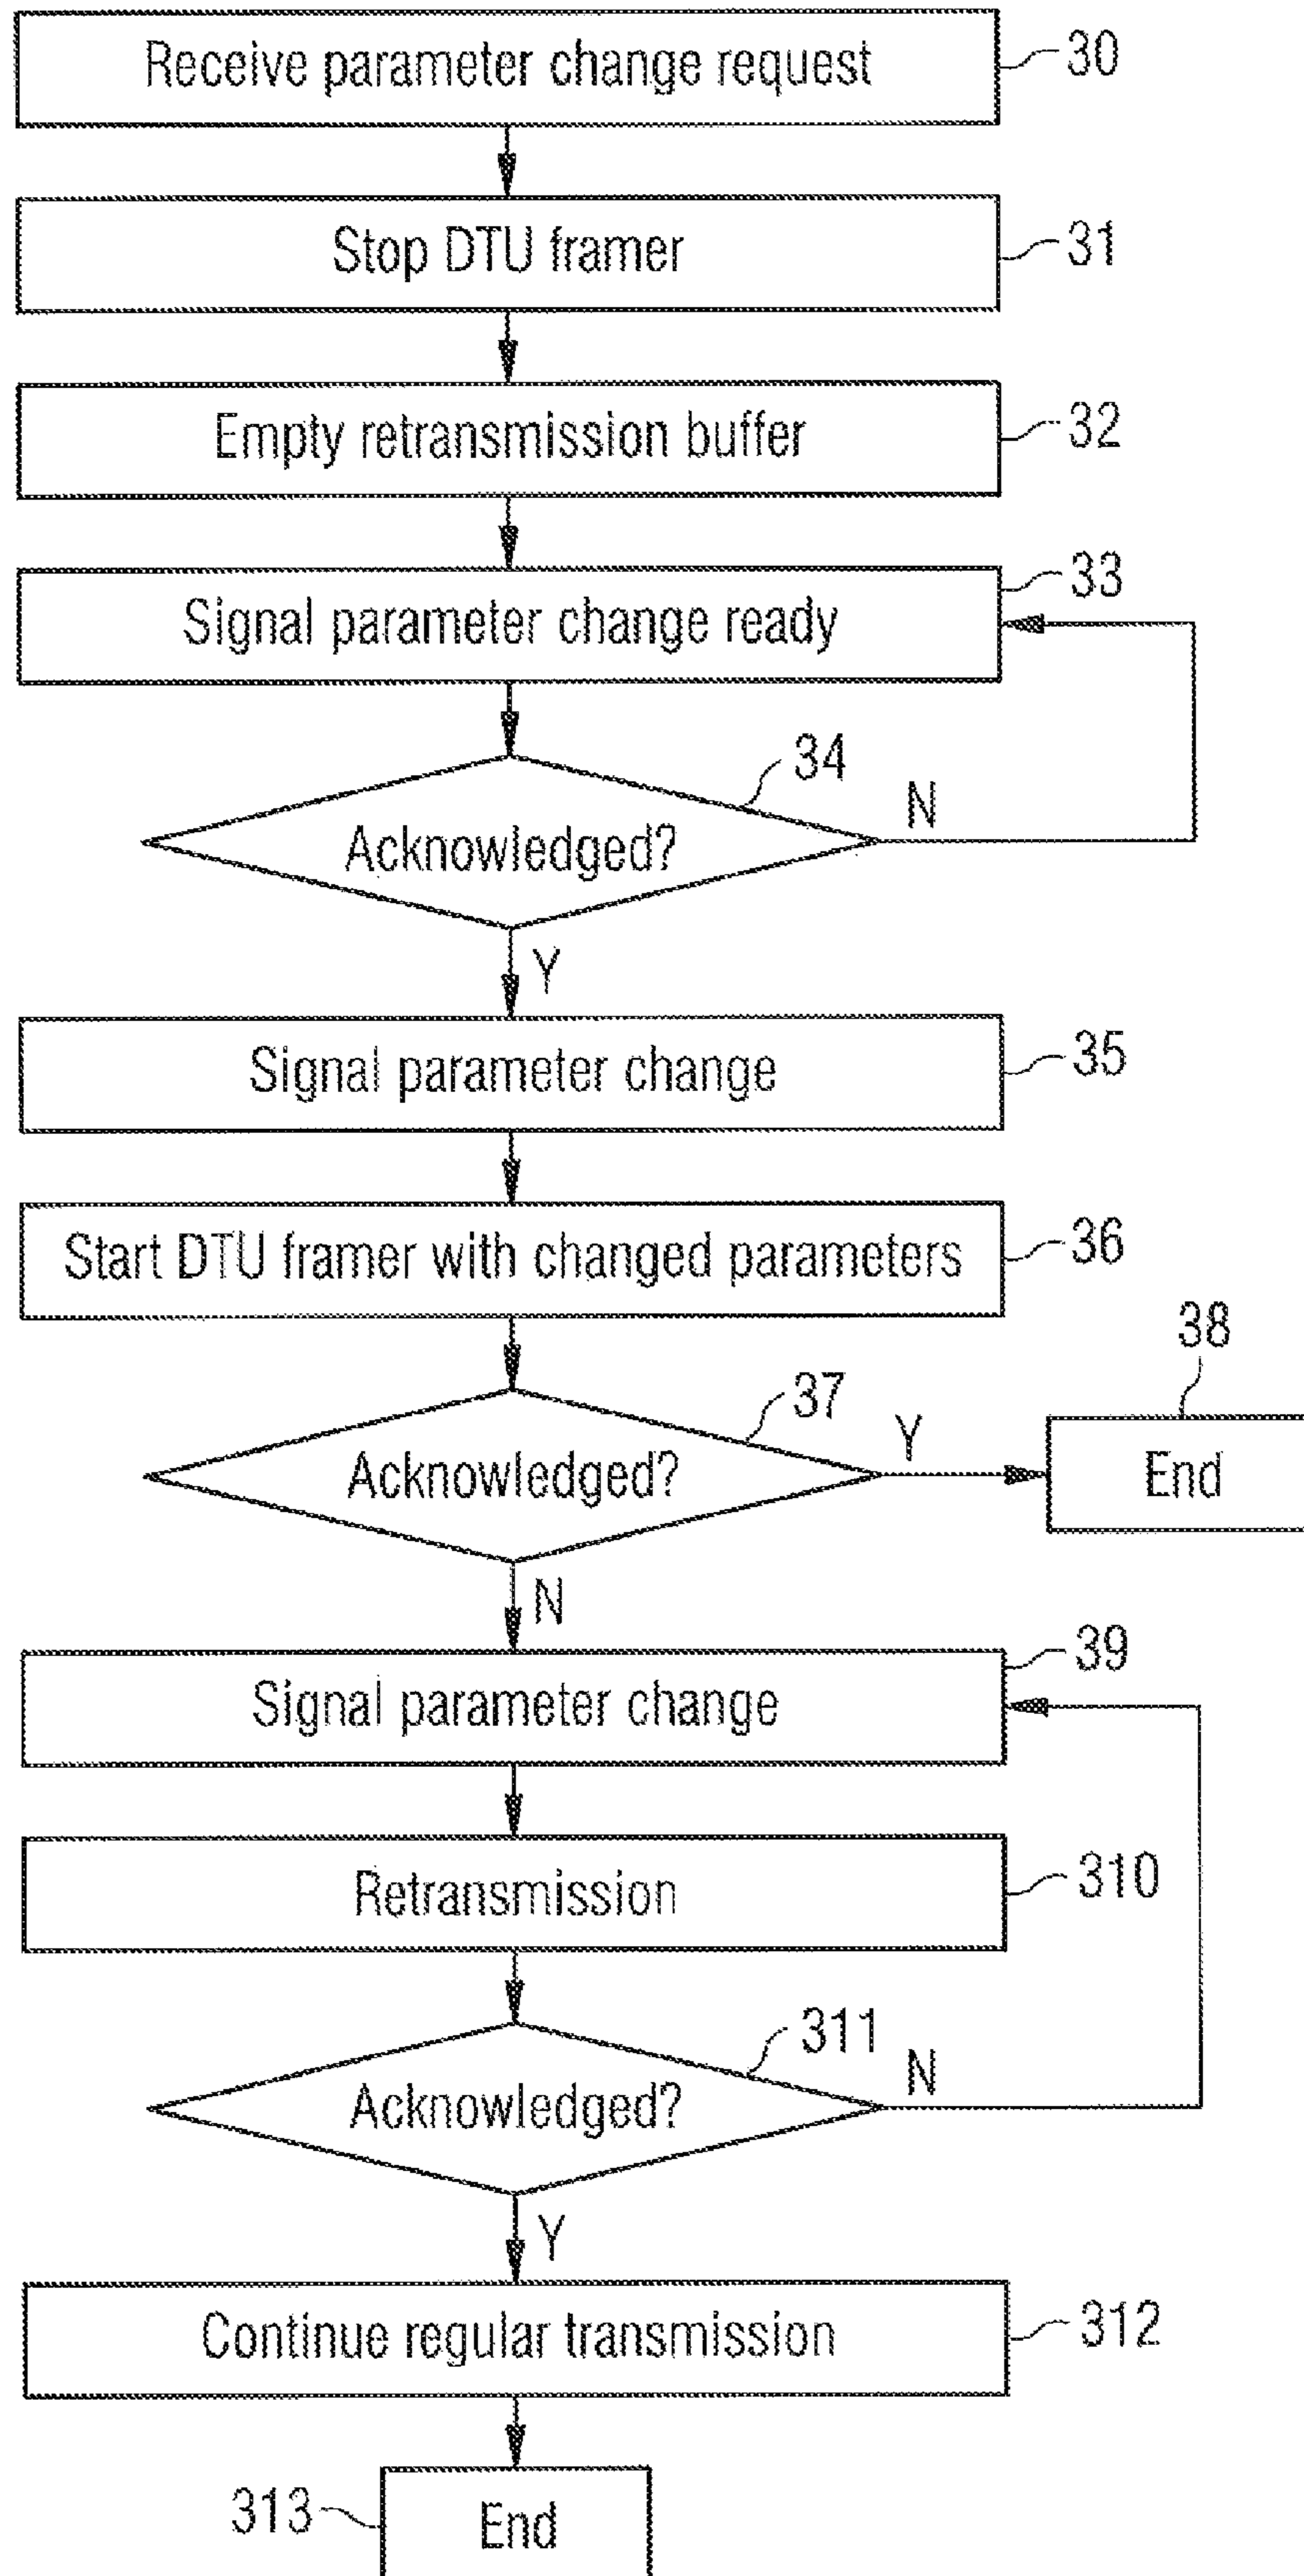 Receive parameter change request
30
Stop DTU framer
31
Empty retransmission buffer
32
Signal parameter change ready
33
Acknowledged?
34
N
Y
Signal parameter change
35
Start DTU framer with changed parameters
36
Acknowledged?
37
Y
38
End
N
Signal parameter change
39
Retransmission
310
Acknowledged?
311
N
Y
Continue regular transmission
312
313
End